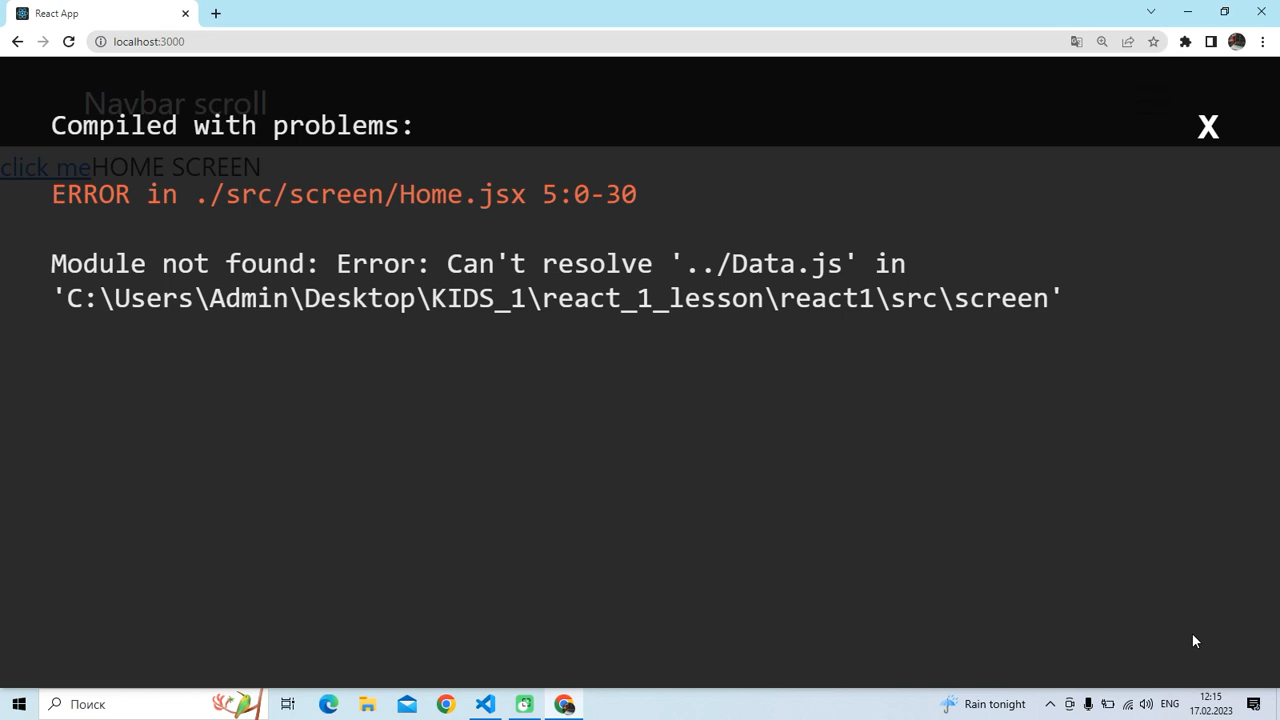 React App
localhost:3000
Navbar scroll
Compiled with problems:
X
click meHOME SCREEN
ERROR in ./src/screen/Home.jsx 5:0-30
Module not found: Error: Can't resolve '../Data.js' in
'C:\Users\Admin\Desktop\KIDS_1\react_1_lesson\react1\src\screen'
Поиск
Rain tonight
ENG
12:15
17.02.2023